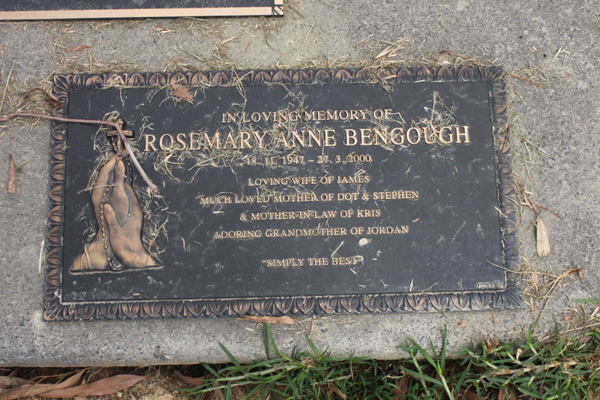 IN LOVING MEMORY OF
ROSEMARY ANNE BENGOUGH
18. 11. 1947 – 27. 3. 2000
LOVING WIFE OF JAMES
MUCH LOVED MOTHER OF DOT & STEPHEN
& MOTHER-IN-LAW OF KRIS
ADORING GRANDMOTHER OF JORDAN
"SIMPLY THE BEST"